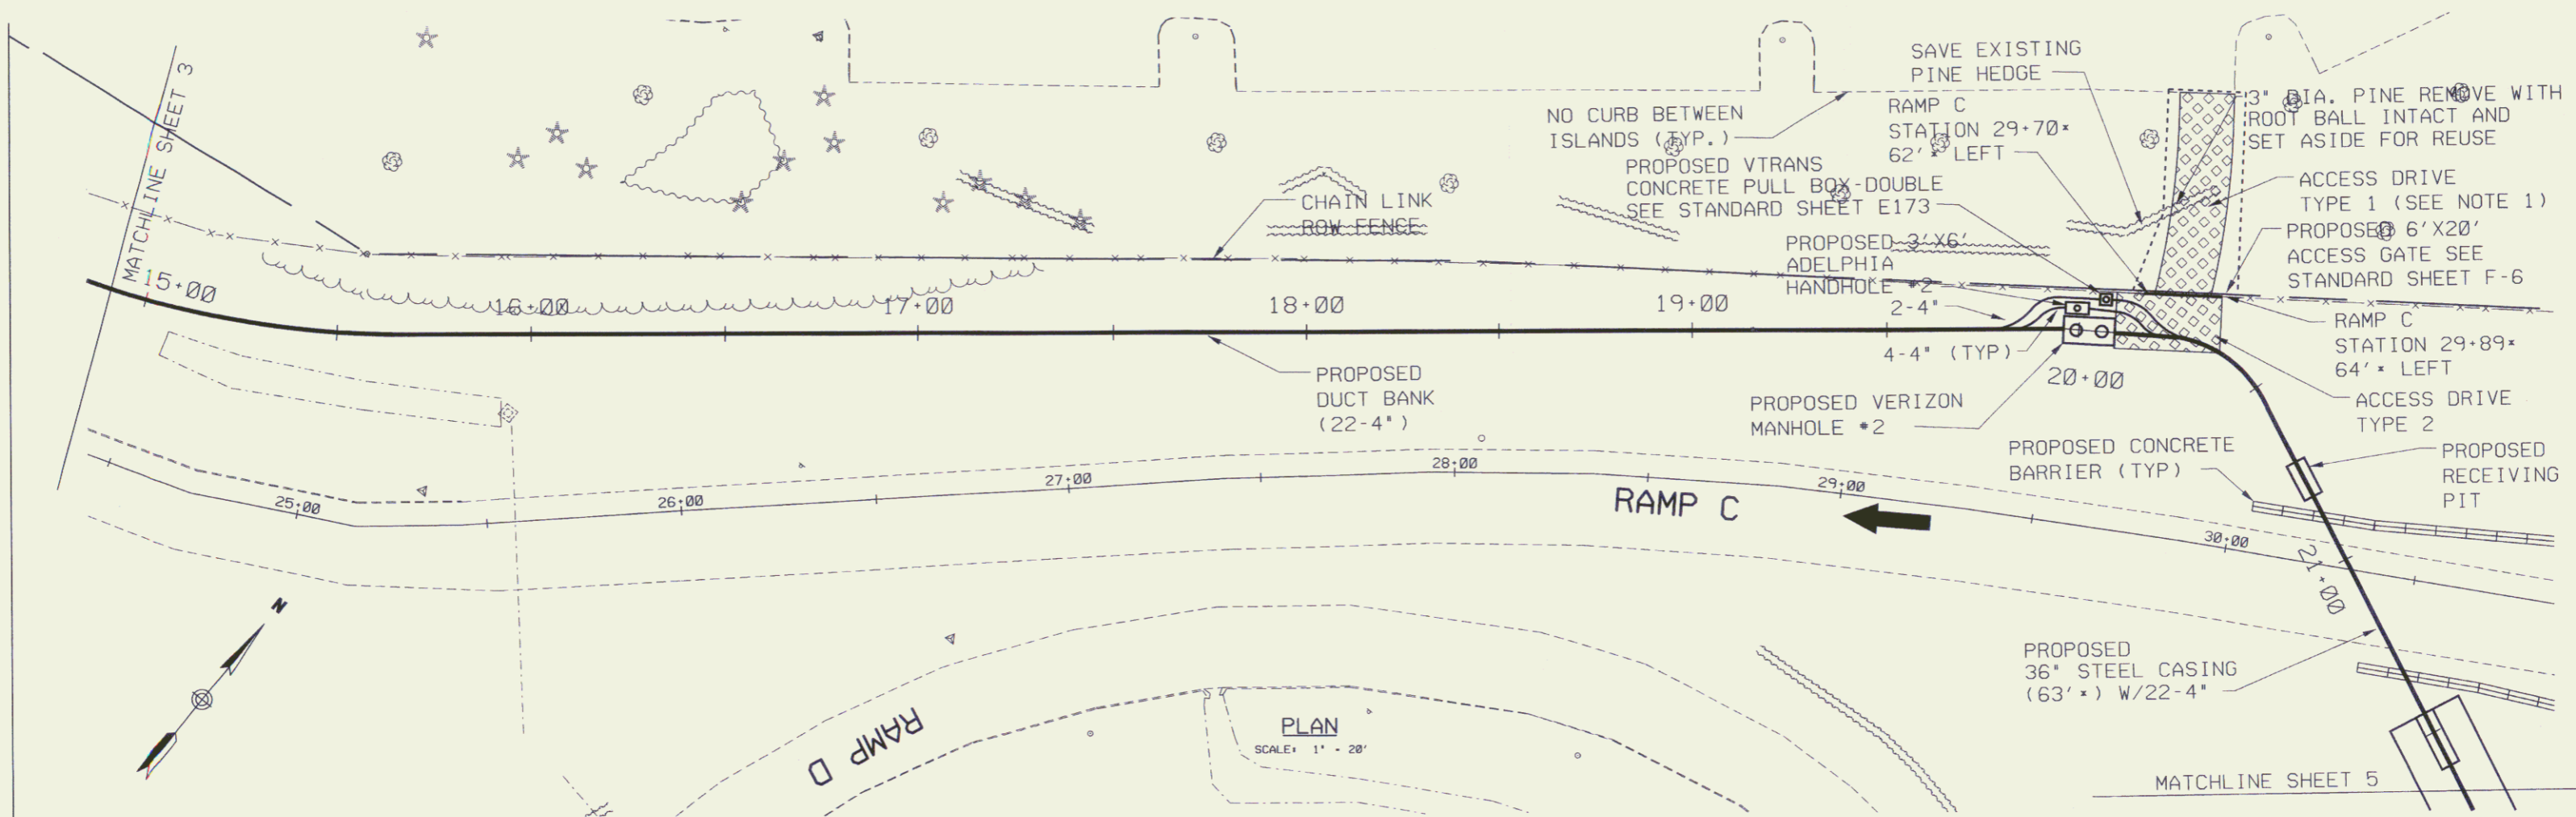 MATCHLINE SHEET 3
SAVE EXISTING
PINE HEDGE
NO CURB BETWEEN
ISLANDS (TYP.)
RAMP C
STATION 29+70±
62'± LEFT
3" DIA. PINE REMOVE WITH
ROOT BALL INTACT AND
SET ASIDE FOR REUSE
PROPOSED VTRANS
CONCRETE PULL BOX-DOUBLE
SEE STANDARD SHEET E173
ACCESS DRIVE
TYPE 1 (SEE NOTE 1)
CHAIN LINK
ROW FENCE
PROPOSED 3'X6'
ADELPHIA
HANDHOLE #2
PROPOSED 6'X20'
ACCESS GATE SEE
STANDARD SHEET F-6
15+00
16+00
17+00
18+00
19+00
2-4"
4-4" (TYP)
20+00
RAMP C
STATION 29+89±
64'± LEFT
PROPOSED
DUCT BANK
(22-4")
PROPOSED VERIZON
MANHOLE #2
ACCESS DRIVE
TYPE 2
PROPOSED CONCRETE
BARRIER (TYP)
PROPOSED
RECEIVING
PIT
25+00
26+00
27+00
28+00
29+00
30+00
RAMP C
21+00
N
PROPOSED
36" STEEL CASING
(63'±) W/22-4"
RAMP D
PLAN
SCALE: 1" = 20'
MATCHLINE SHEET 5